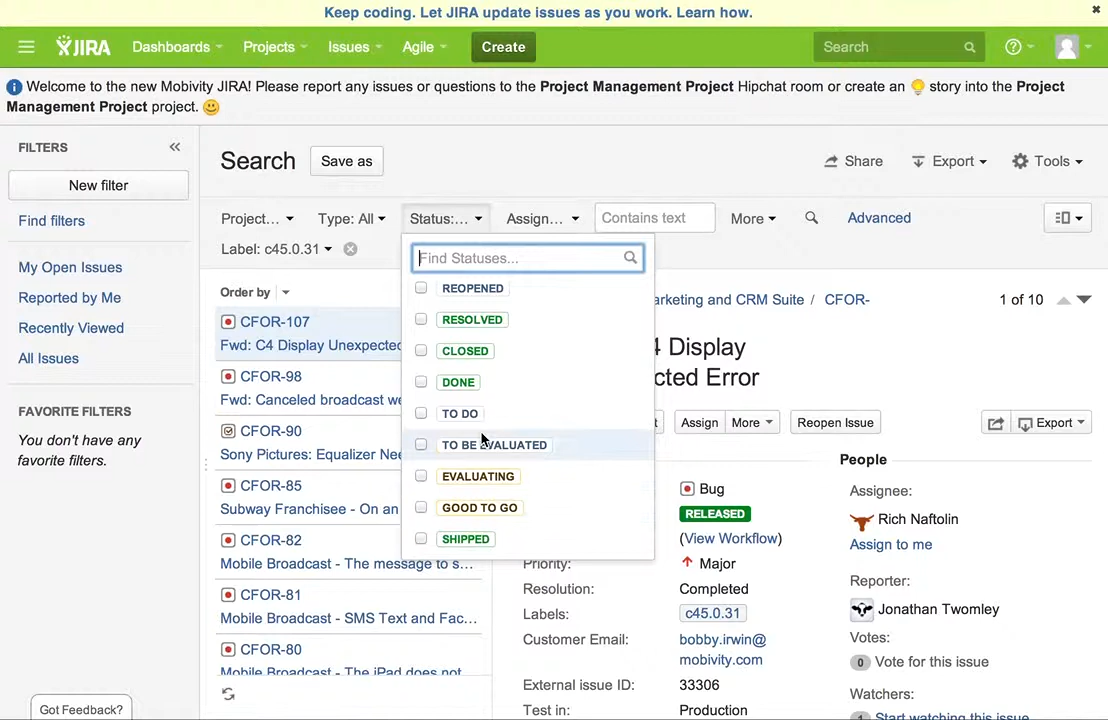 Keep coding. Let JIRA update issues as you work. Learn how.
JIRA Dashboards Projects Issues Agile Create Search
Welcome to the new Mobivity JIRA! Please report any issues or questions to the Project Management Project Hipchat room or create an story into the Project
Management Project project.
FILTERS
New filter
Find filters
My Open Issues
Reported by Me
Recently Viewed
All Issues
FAVORITE FILTERS
You don't have any
favorite filters.
Got Feedback?
Search Save as
Share Export Tools
Project... Type: All Status:... Assign... Contains text More Advanced
Label: c45.0.31
Find Statuses...
REOPENED
RESOLVED
CLOSED
DONE
TO DO
TO BE EVALUATED
EVALUATING
GOOD TO GO
SHIPPED
Order by
CFOR-107
Fwd: C4 Display Unexpected
CFOR-98
Fwd: Canceled broadcast we
CFOR-90
Sony Pictures: Equalizer Nee
CFOR-85
Subway Franchisee - On an
CFOR-82
Mobile Broadcast - The message to s...
CFOR-81
Mobile Broadcast - SMS Text and Fac...
CFOR-80
Mobile Broadcast - The iPad does not
arketing and CRM Suite / CFOR-
1 of 10
4 Display
cted Error
Assign More Reopen Issue Export
Bug
RELEASED
(View Workflow)
Priority: Major
Resolution: Completed
Labels: c45.0.31
Customer Email: bobby.irwin@
mobivity.com
External issue ID: 33306
Test in: Production
People
Assignee:
Rich Naftolin
Assign to me
Reporter:
Jonathan Twomley
Votes:
0 Vote for this issue
Watchers:
1 Start watching this issue